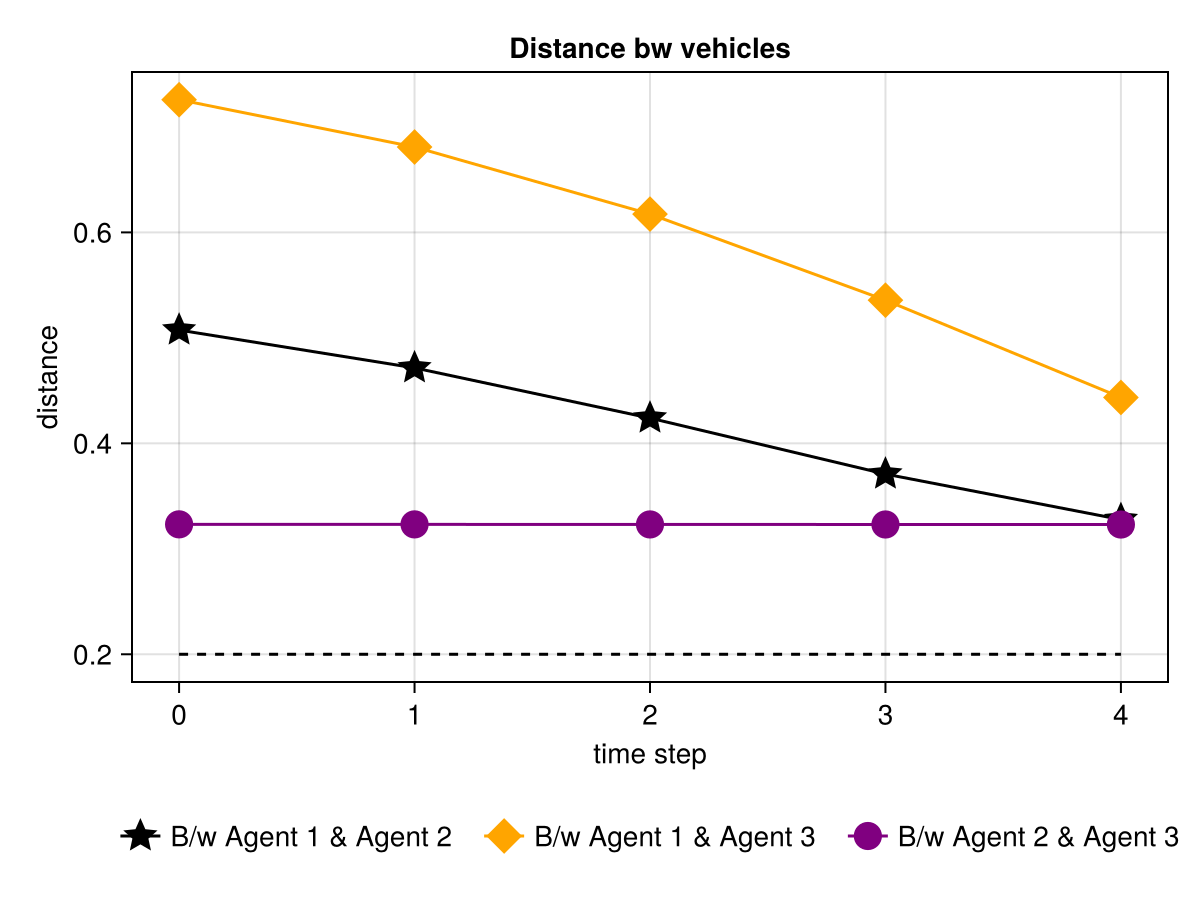 Distance bw vehicles
distance
0.6
0.4
0.2
0 1 2 3 4
time step
B/w Agent 1 & Agent 2 B/w Agent 1 & Agent 3 B/w Agent 2 & Agent 3